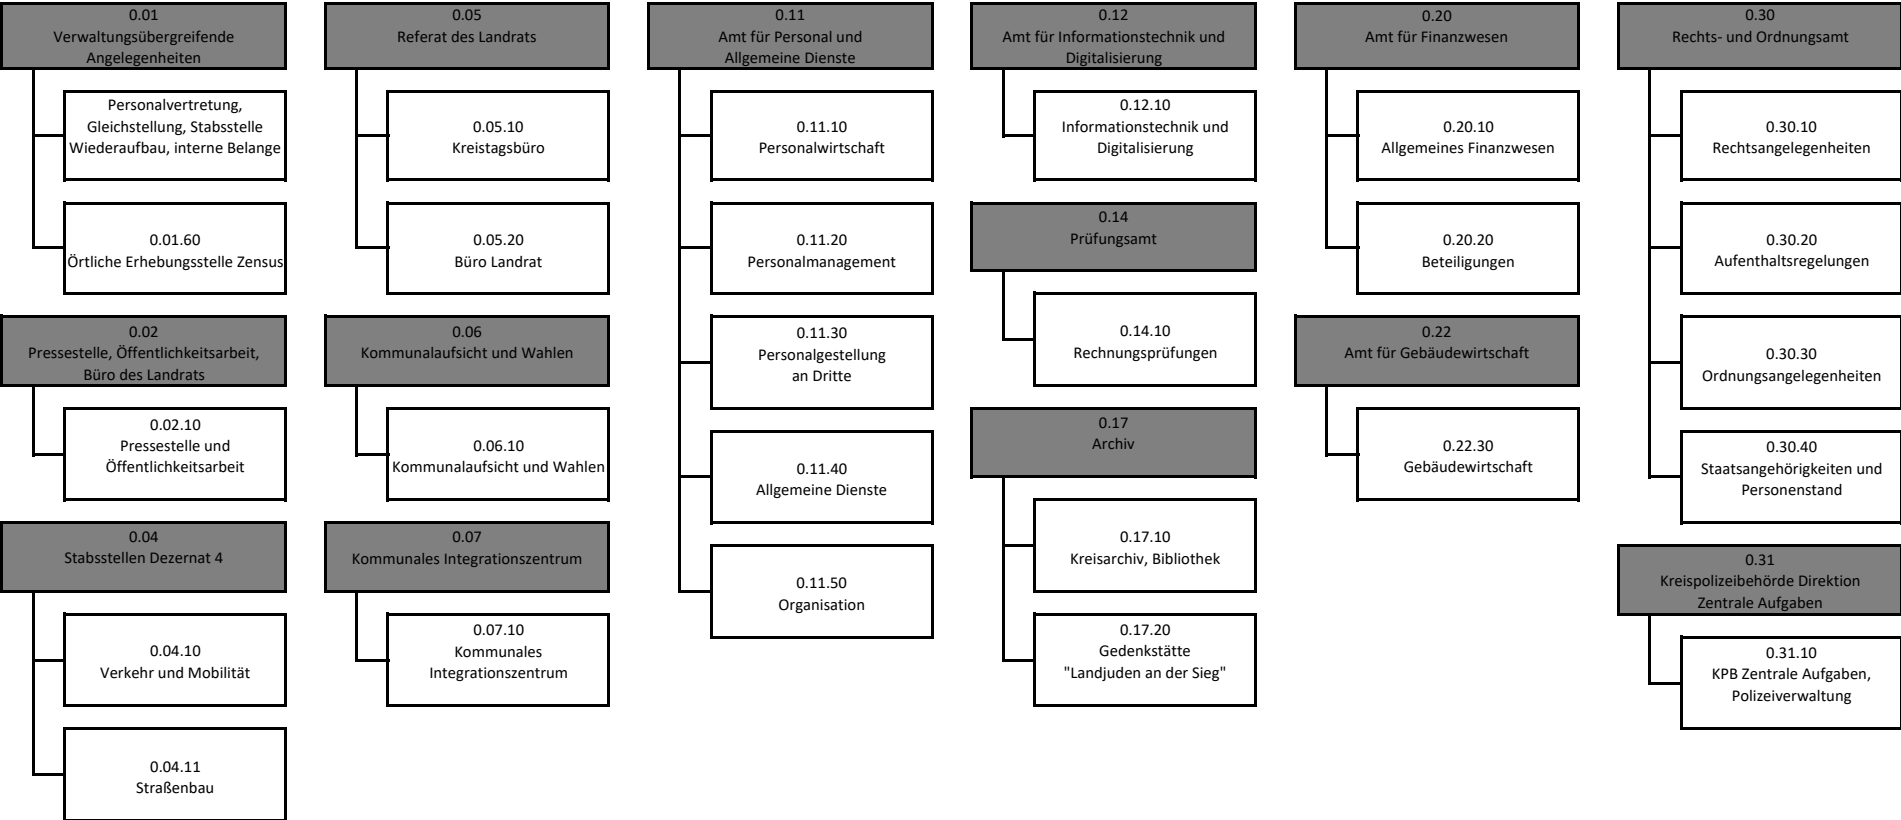 0.01
Verwaltungsübergreifende
Angelegenheiten
Personalvertretung,
Gleichstellung, Stabsstelle
Wiederaufbau, interne Belange
0.01.60
Örtliche Erhebungsstelle Zensus
0.02
Pressestelle, Öffentlichkeitsarbeit,
Büro des Landrats
0.02.10
Pressestelle und
Öffentlichkeitsarbeit
0.04
Stabsstellen Dezernat 4
0.04.10
Verkehr und Mobilität
0.04.11
Straßenbau
0.05
Referat des Landrats
0.05.10
Kreistagsbüro
0.05.20
Büro Landrat
0.06
Kommunalaufsicht und Wahlen
0.06.10
Kommunalaufsicht und Wahlen
0.07
Kommunales Integrationszentrum
0.07.10
Kommunales
Integrationszentrum
0.11
Amt für Personal und
Allgemeine Dienste
0.11.10
Personalwirtschaft
0.11.20
Personalmanagement
0.11.30
Personalgestellung
an Dritte
0.11.40
Allgemeine Dienste
0.11.50
Organisation
0.12
Amt für Informationstechnik und
Digitalisierung
0.12.10
Informationstechnik und
Digitalisierung
0.14
Prüfungsamt
0.14.10
Rechnungsprüfungen
0.17
Archiv
0.17.10
Kreisarchiv, Bibliothek
0.17.20
Gedenkstätte
"Landjuden an der Sieg"
0.20
Amt für Finanzwesen
0.20.10
Allgemeines Finanzwesen
0.20.20
Beteiligungen
0.22
Amt für Gebäudewirtschaft
0.22.30
Gebäudewirtschaft
0.30
Rechts- und Ordnungsamt
0.30.10
Rechtsangelegenheiten
0.30.20
Aufenthaltsregelungen
0.30.30
Ordnungsangelegenheiten
0.30.40
Staatsangehörigkeiten und
Personenstand
0.31
Kreispolizeibehörde Direktion
Zentrale Aufgaben
0.31.10
KPB Zentrale Aufgaben,
Polizeiverwaltung